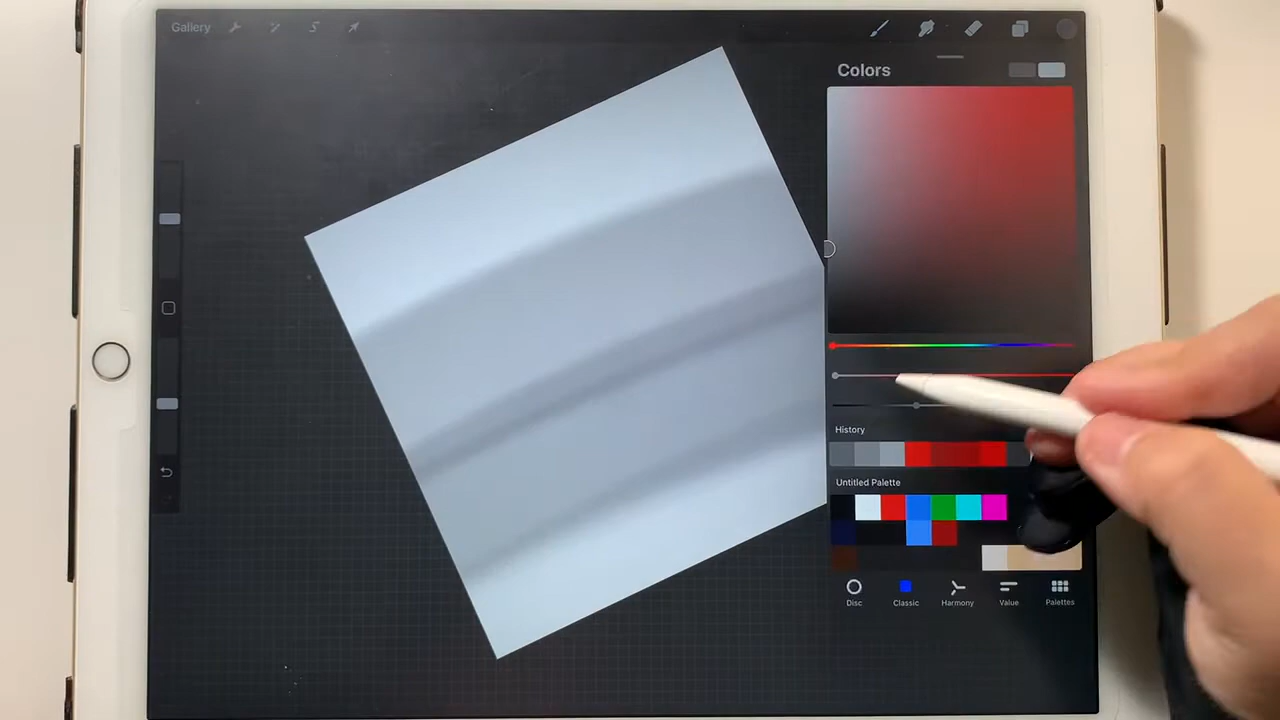 Gallery
Colors
History
Untitled Palette
Disc
Classic
Harmony
Value
Palettes